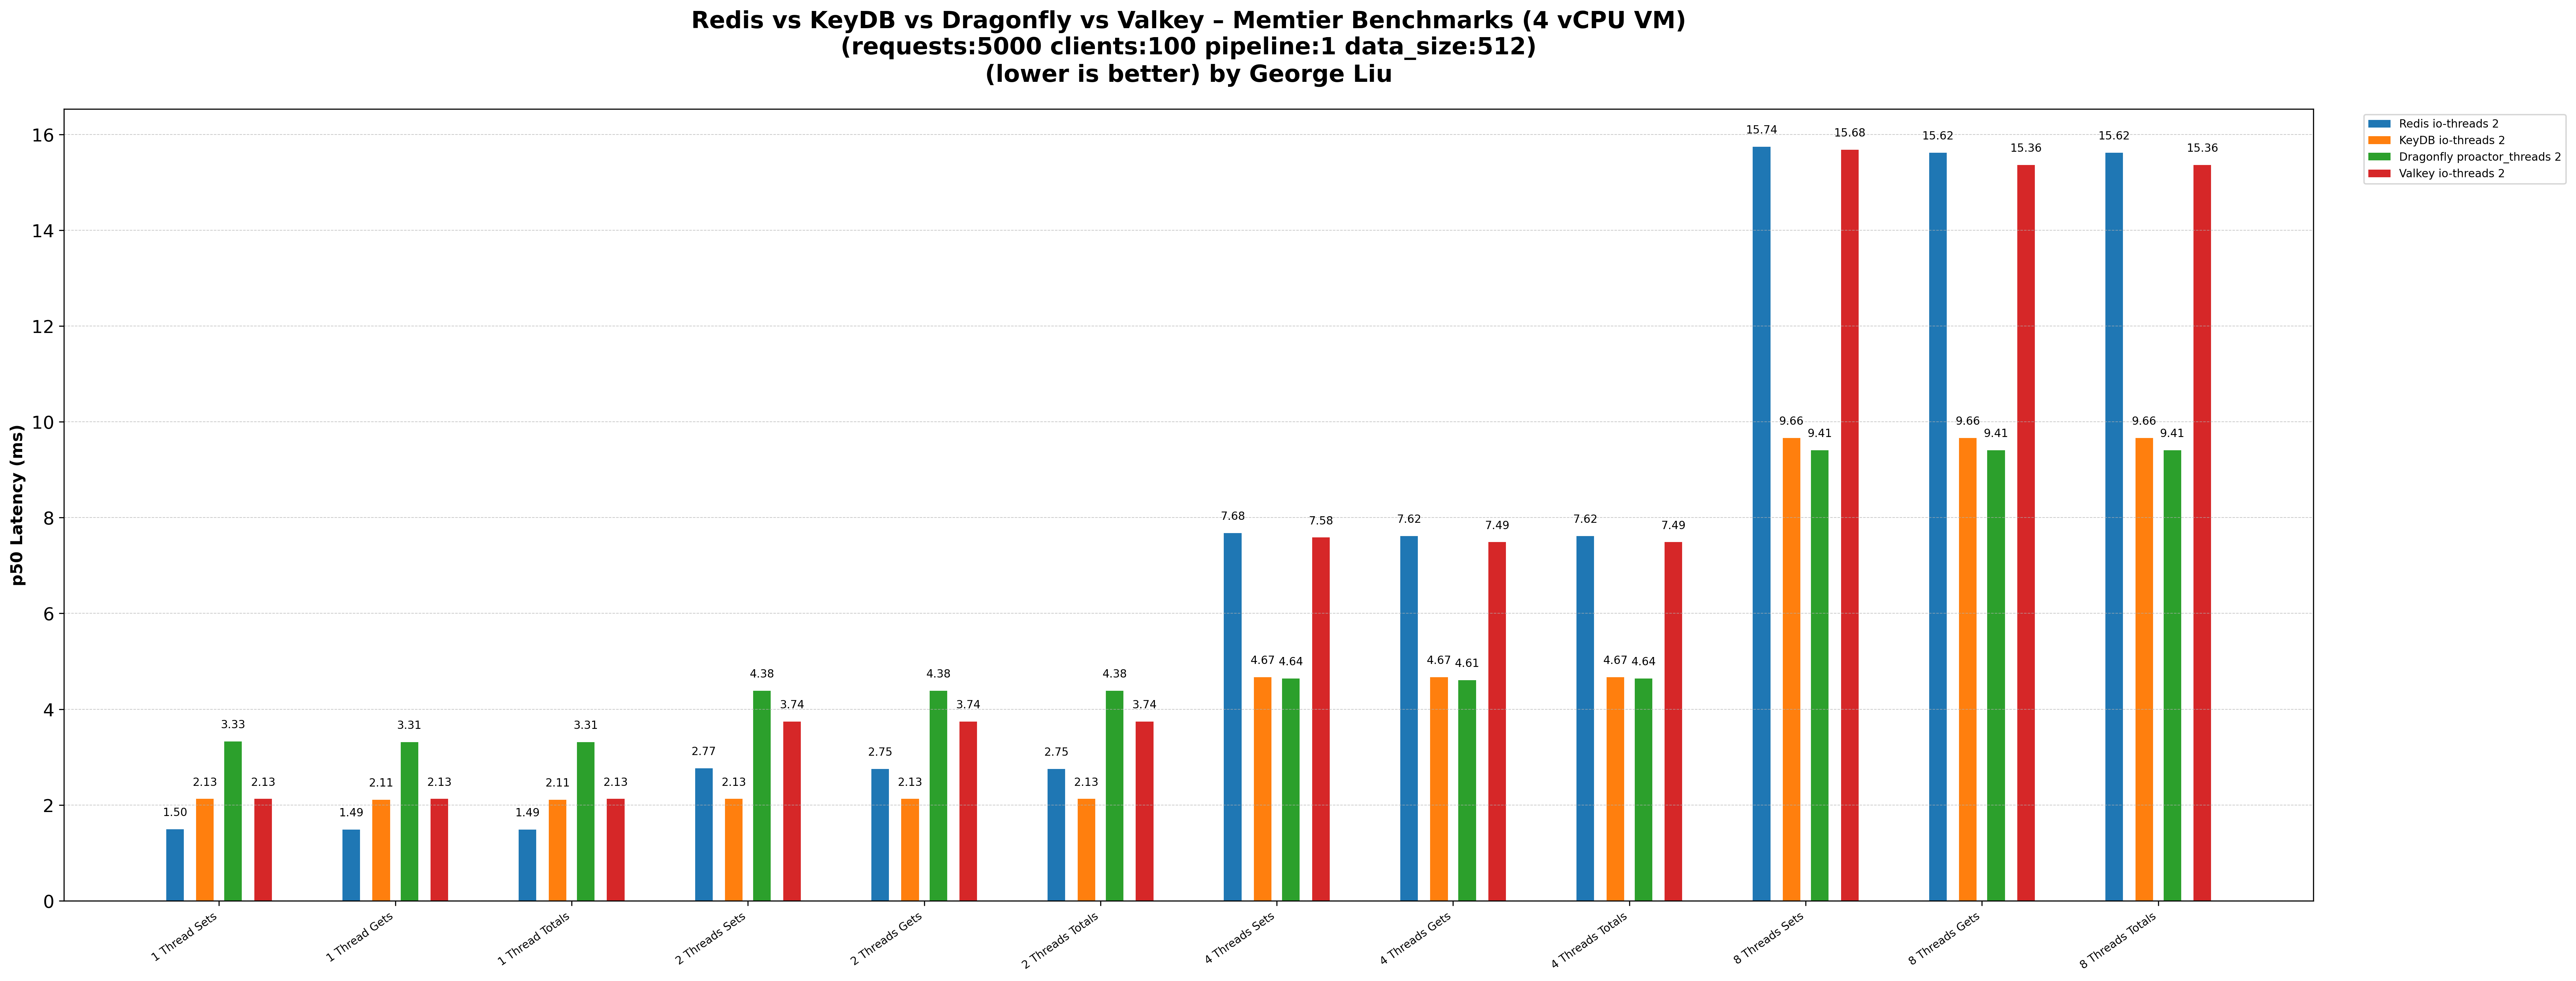 Redis vs KeyDB vs Dragonfly vs Valkey – Memtier Benchmarks (4 vCPU VM)
(requests:5000 clients:100 pipeline:1 data_size:512)
(lower is better) by George Liu
Redis io-threads 2
KeyDB io-threads 2
Dragonfly proactor_threads 2
Valkey io-threads 2
p50 Latency (ms)
16
14
12
10
8
6
4
2
0
1.50 2.13 3.33 2.13
1.49 2.11 3.31 2.13
1.49 2.11 3.31 2.13
2.77 2.13 4.38 3.74
2.75 2.13 4.38 3.74
2.75 2.13 4.38 3.74
7.68 4.67 4.64 7.58
7.62 4.67 4.61 7.49
7.62 4.67 4.64 7.49
15.74 9.66 9.41 15.68
15.62 9.66 9.41 15.36
15.62 9.66 9.41 15.36
1 Thread Sets
1 Thread Gets
1 Thread Totals
2 Threads Sets
2 Threads Gets
2 Threads Totals
4 Threads Sets
4 Threads Gets
4 Threads Totals
8 Threads Sets
8 Threads Gets
8 Threads Totals